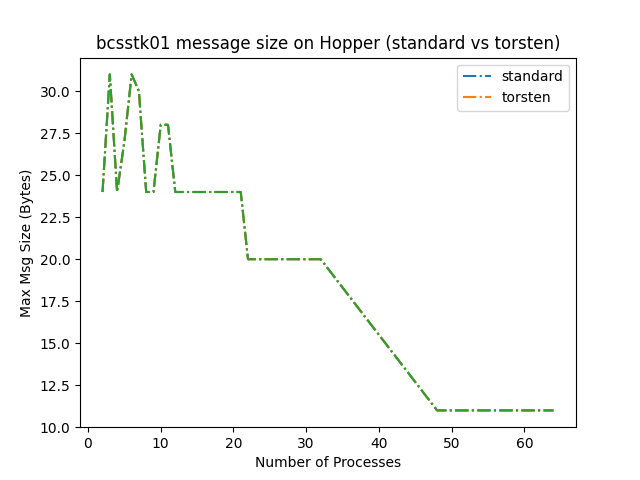 bcsstk01 message size on Hopper (standard vs torsten)
standard
torsten
Max Msg Size (Bytes)
30.0
27.5
25.0
22.5
20.0
17.5
15.0
12.5
10.0
0 10 20 30 40 50 60
Number of Processes